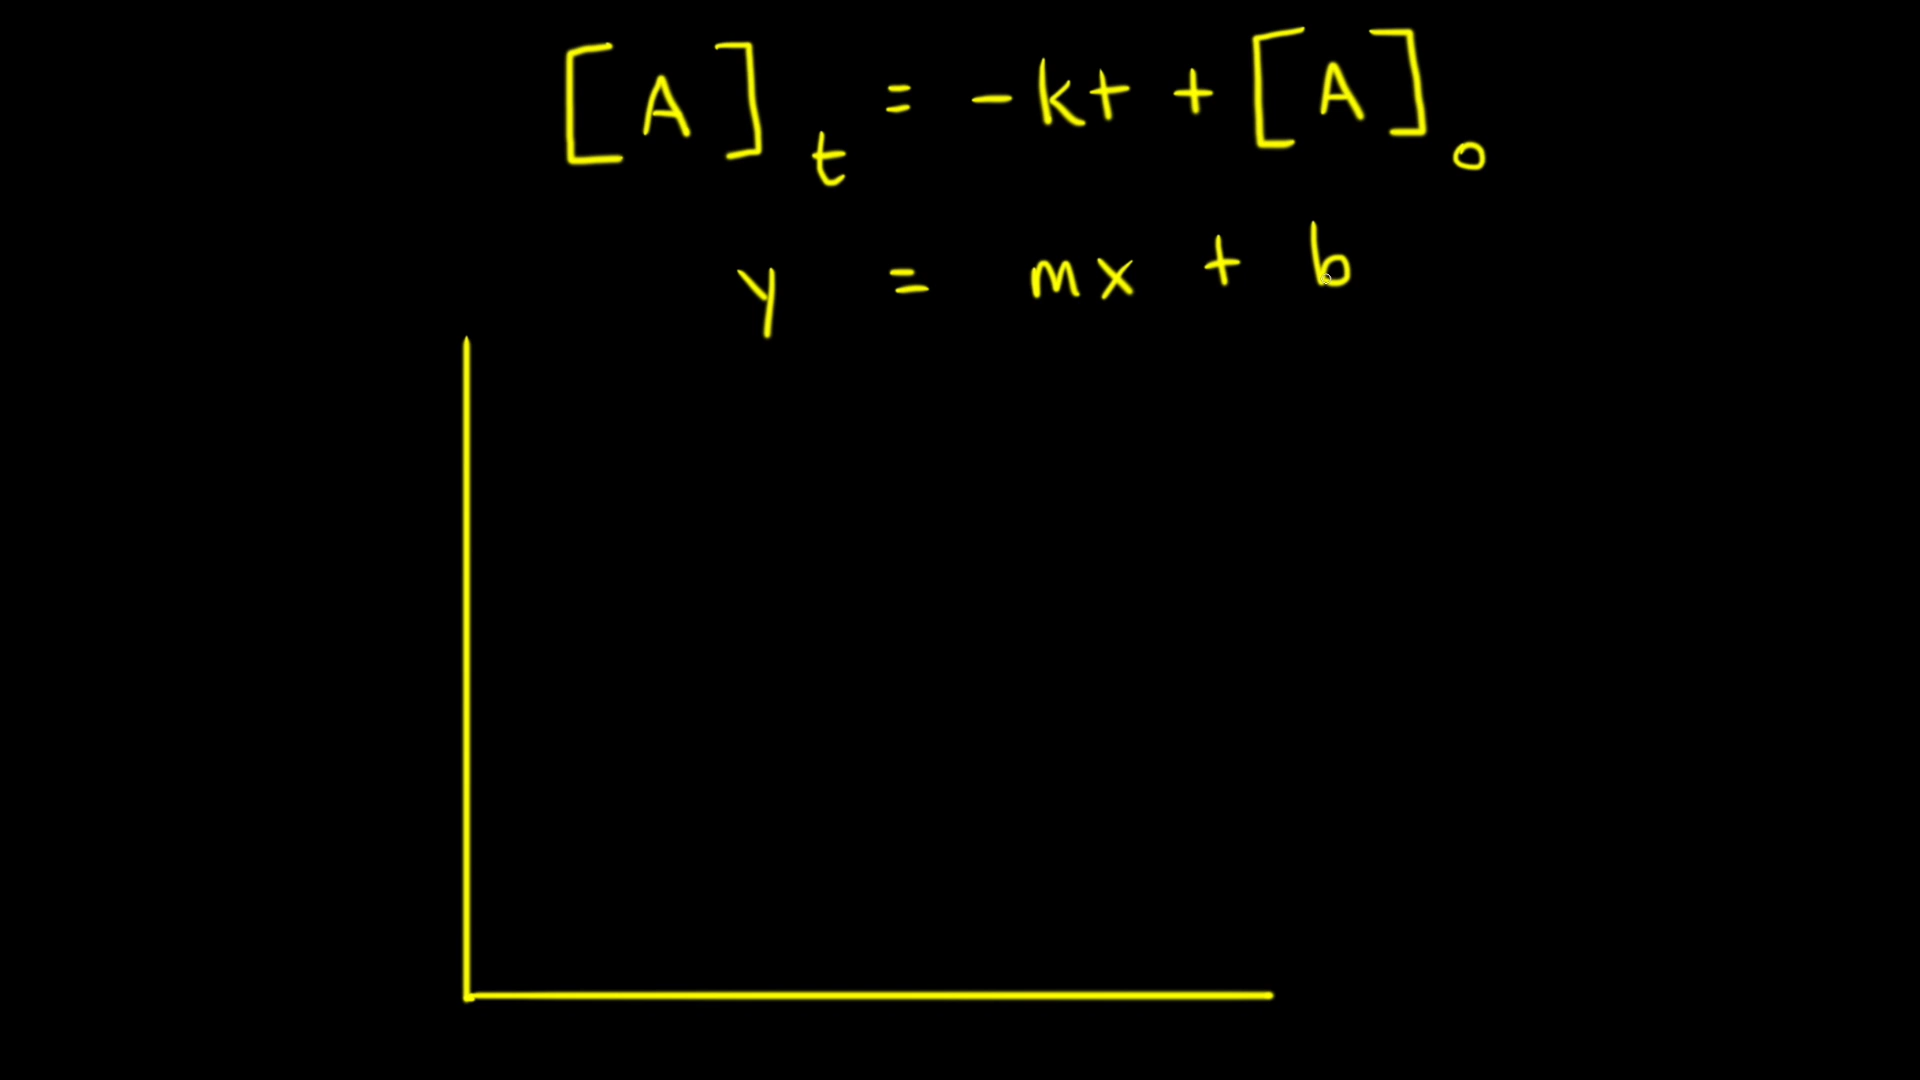 [A]ₜ = -kt + [A]₀
y = mx + b